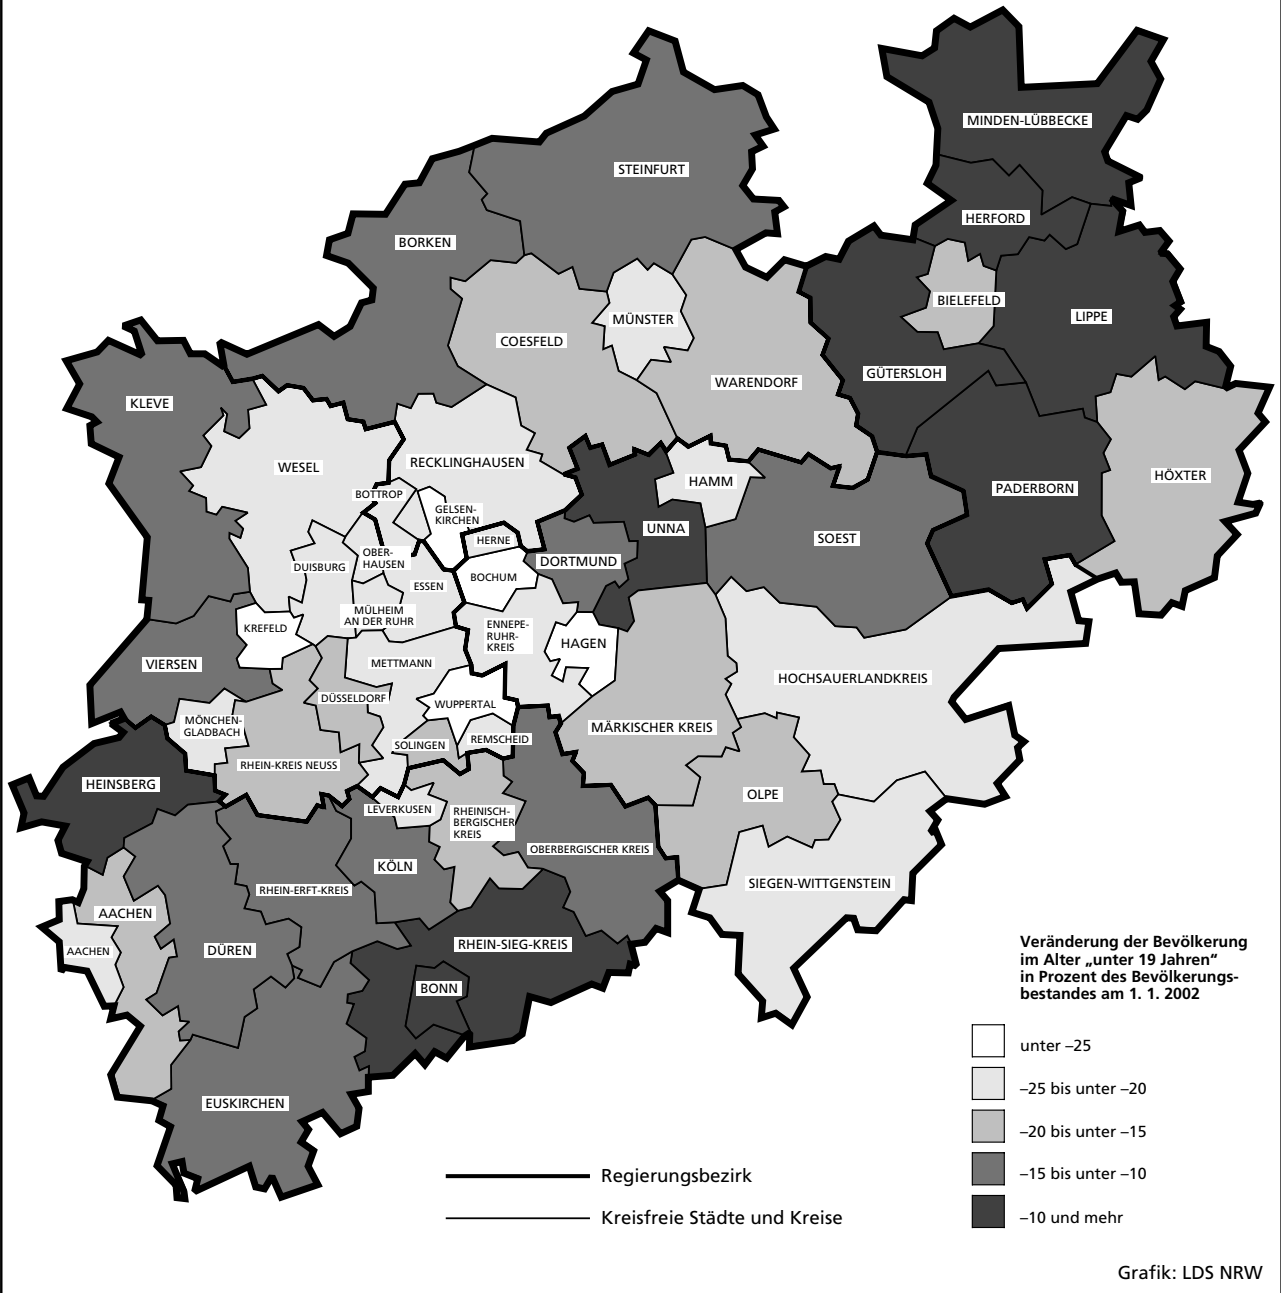 MINDEN-LÜBBECKE
STEINFURT
HERFORD
BORKEN
BIELEFELD
LIPPE
MÜNSTER
COESFELD
GÜTERSLOH
WARENDORF
KLEVE
RECKLINGHAUSEN
WESEL
HÖXTER
HAMM
PADERBORN
BOTTROP
GELSEN-
KIRCHEN
UNNA
SOEST
HERNE
OBER-
HAUSEN
DORTMUND
DUISBURG
BOCHUM
ESSEN
MÜLHEIM
AN DER RUHR
KREFELD
ENNEPE-
RUHR-
KREIS
HAGEN
VIERSEN
METTMANN
HOCHSAUERLANDKREIS
DÜSSELDORF
WUPPERTAL
MÖNCHEN-
GLADBACH
MÄRKISCHER KREIS
REMSCHEID
SOLINGEN
RHEIN-KREIS NEUSS
HEINSBERG
OLPE
LEVERKUSEN
RHEINISCH-
BERGISCHER
KREIS
OBERBERGISCHER KREIS
KÖLN
SIEGEN-WITTGENSTEIN
RHEIN-ERFT-KREIS
AACHEN
RHEIN-SIEG-KREIS
AACHEN
DÜREN
BONN
EUSKIRCHEN
Veränderung der Bevölkerung
im Alter „unter 19 Jahren“
in Prozent des Bevölkerungs-
bestandes am 1. 1. 2002
unter –25
–25 bis unter –20
–20 bis unter –15
–15 bis unter –10
–10 und mehr
Regierungsbezirk
Kreisfreie Städte und Kreise
Grafik: LDS NRW